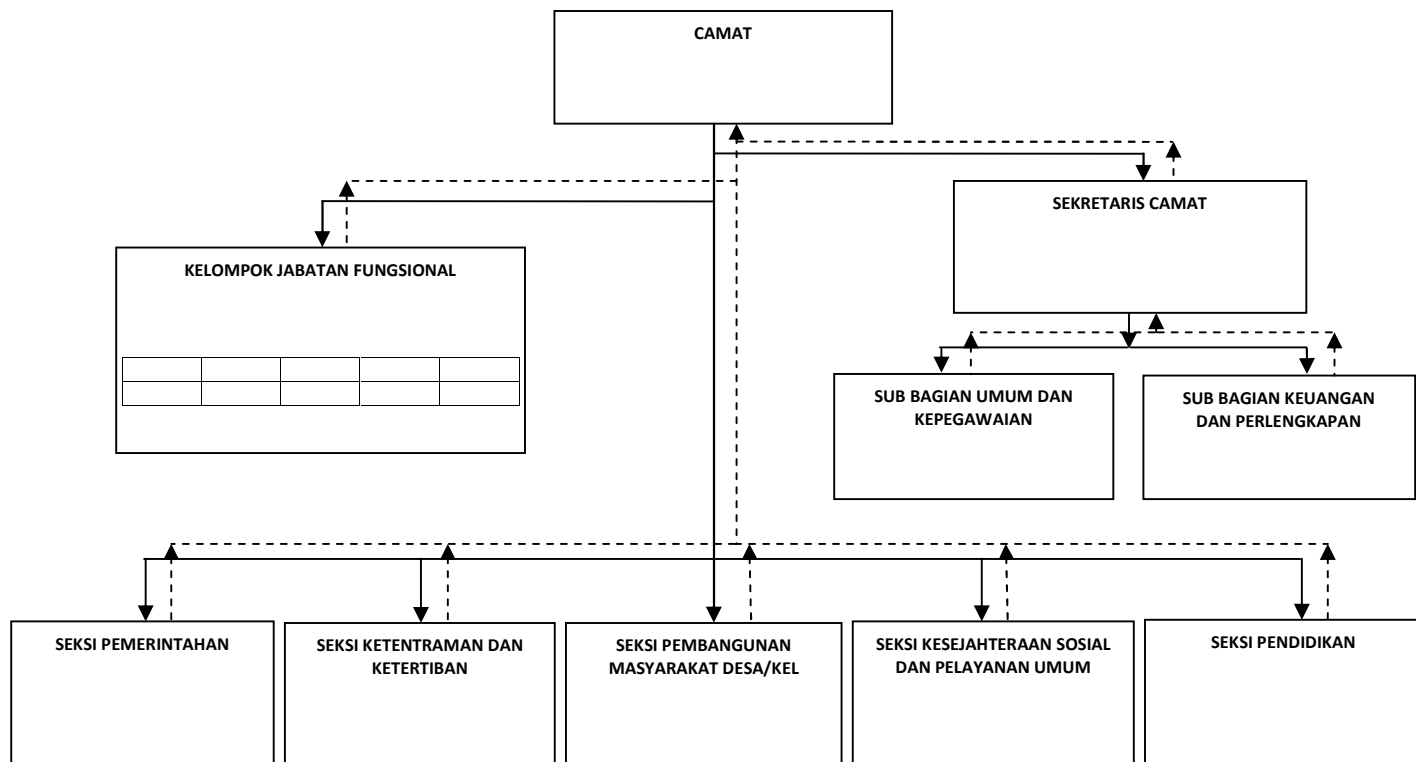 CAMAT
SEKRETARIS CAMAT
KELOMPOK JABATAN FUNGSIONAL
SUB BAGIAN UMUM DAN
KEPEGAWAIAN
SUB BAGIAN KEUANGAN
DAN PERLENGKAPAN
SEKSI PEMERINTAHAN
SEKSI KETENTRAMAN DAN
KETERTIBAN
SEKSI PEMBANGUNAN
MASYARAKAT DESA/KEL
SEKSI KESEJAHTERAAN SOSIAL
DAN PELAYANAN UMUM
SEKSI PENDIDIKAN